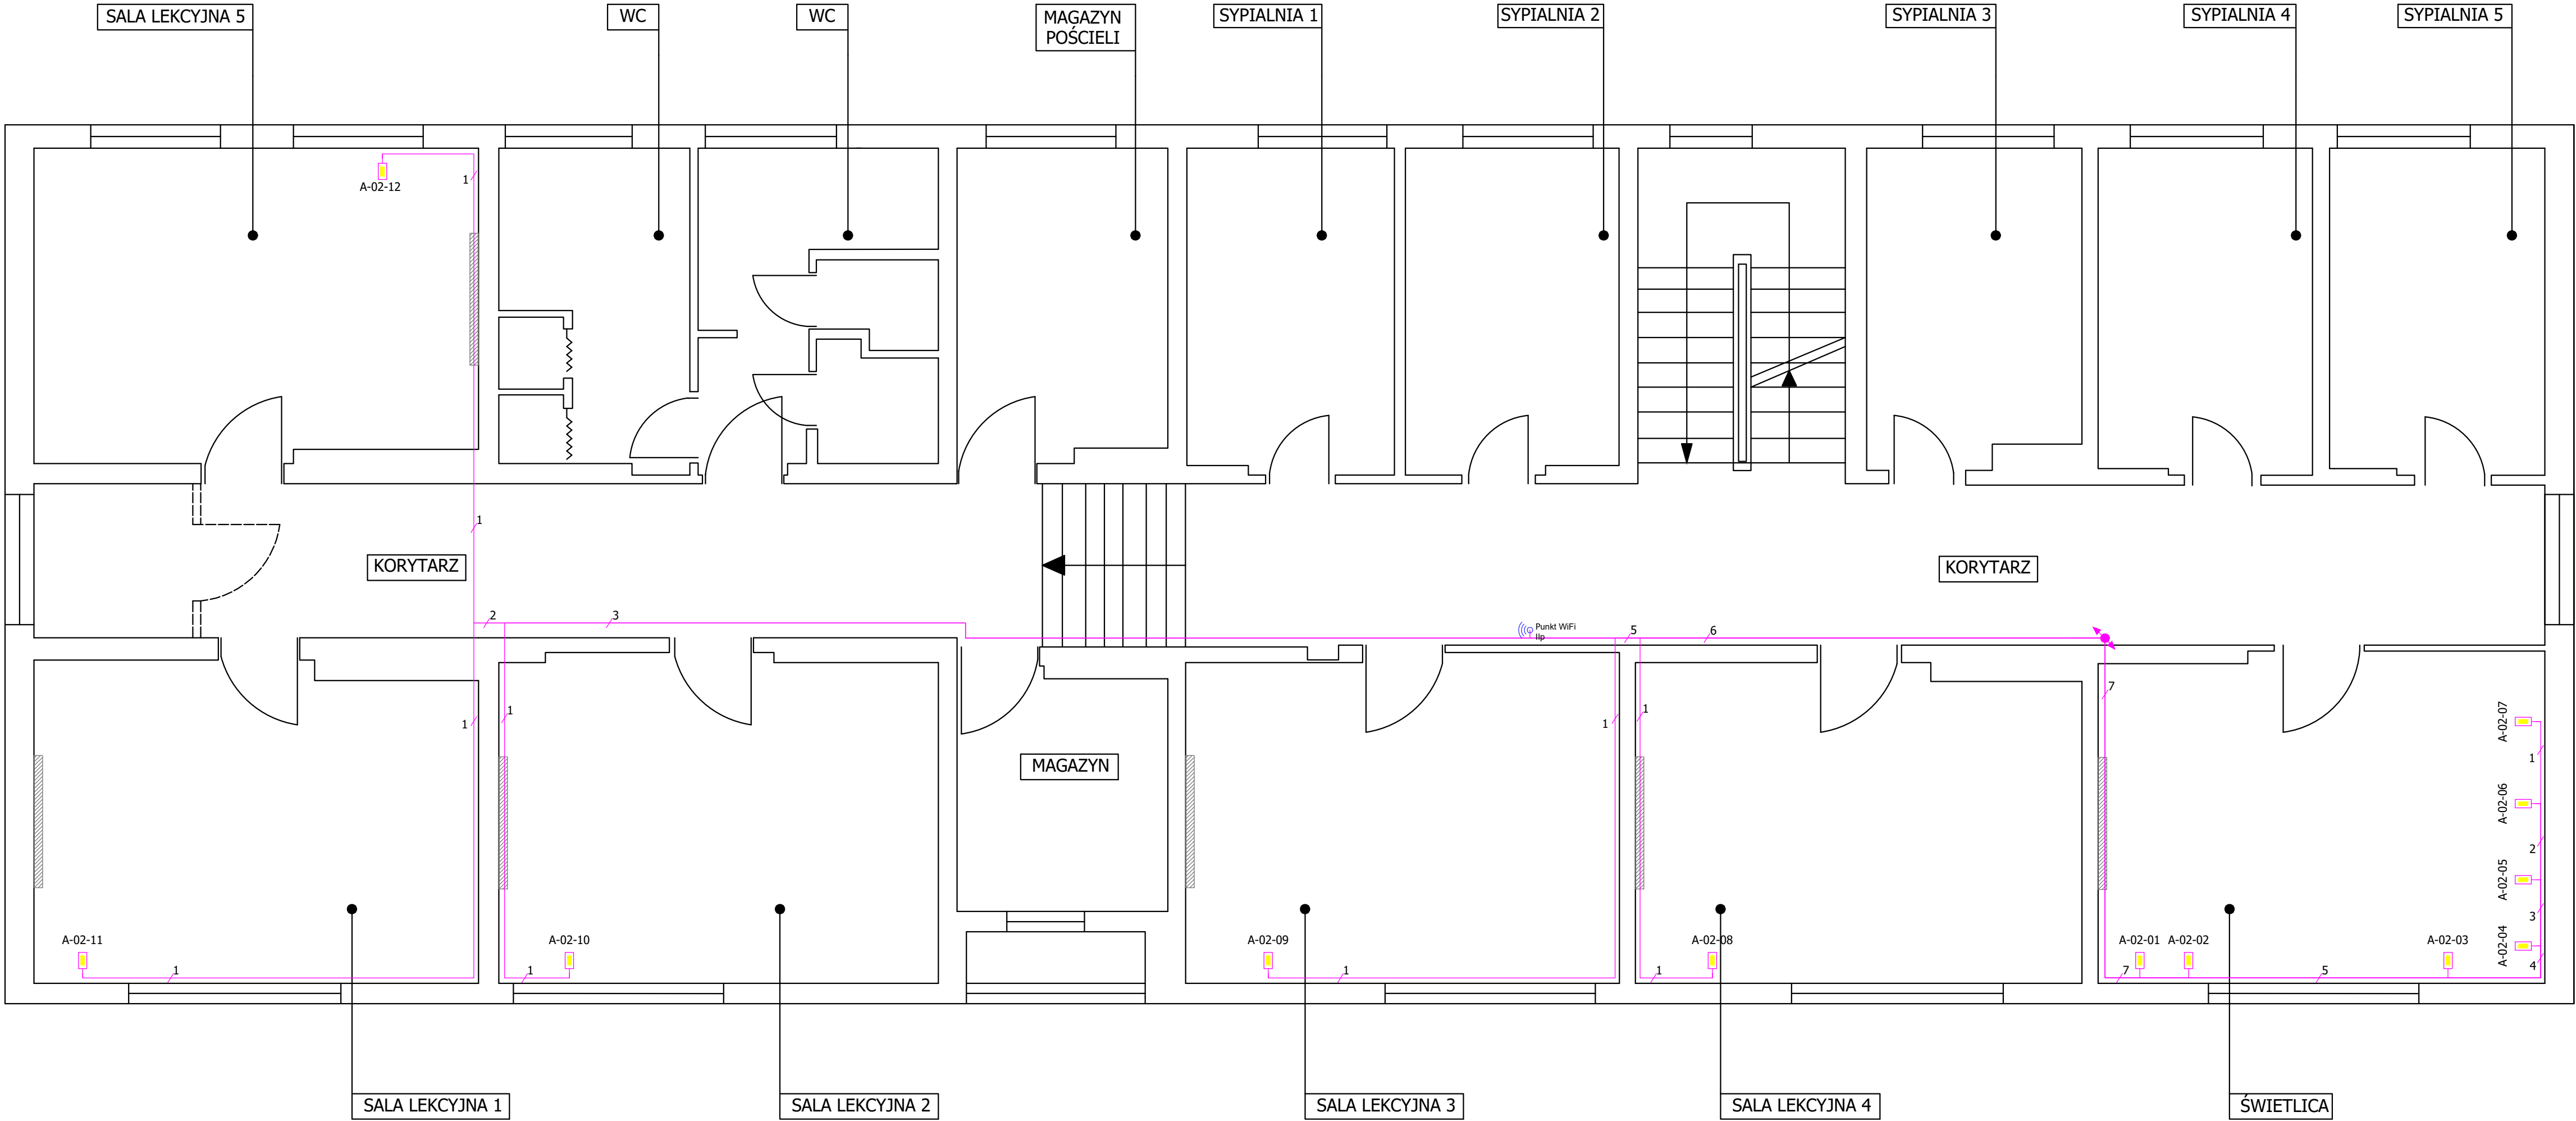 SALA LEKCYJNA 5
WC
WC
MAGAZYN
POŚCIELI
SYPIALNIA 1
SYPIALNIA 2
SYPIALNIA 3
SYPIALNIA 4
SYPIALNIA 5
1
A-02-12
1
KORYTARZ
KORYTARZ
2
3
Punkt WiFi
IIp
5
6
7
1
1
1
1
A-02-07
1
MAGAZYN
A-02-06
2
A-02-05
3
A-02-11
A-02-10
A-02-09
A-02-08
A-02-01
A-02-02
A-02-03
A-02-04
4
1
1
1
1
7
5
SALA LEKCYJNA 1
SALA LEKCYJNA 2
SALA LEKCYJNA 3
SALA LEKCYJNA 4
ŚWIETLICA